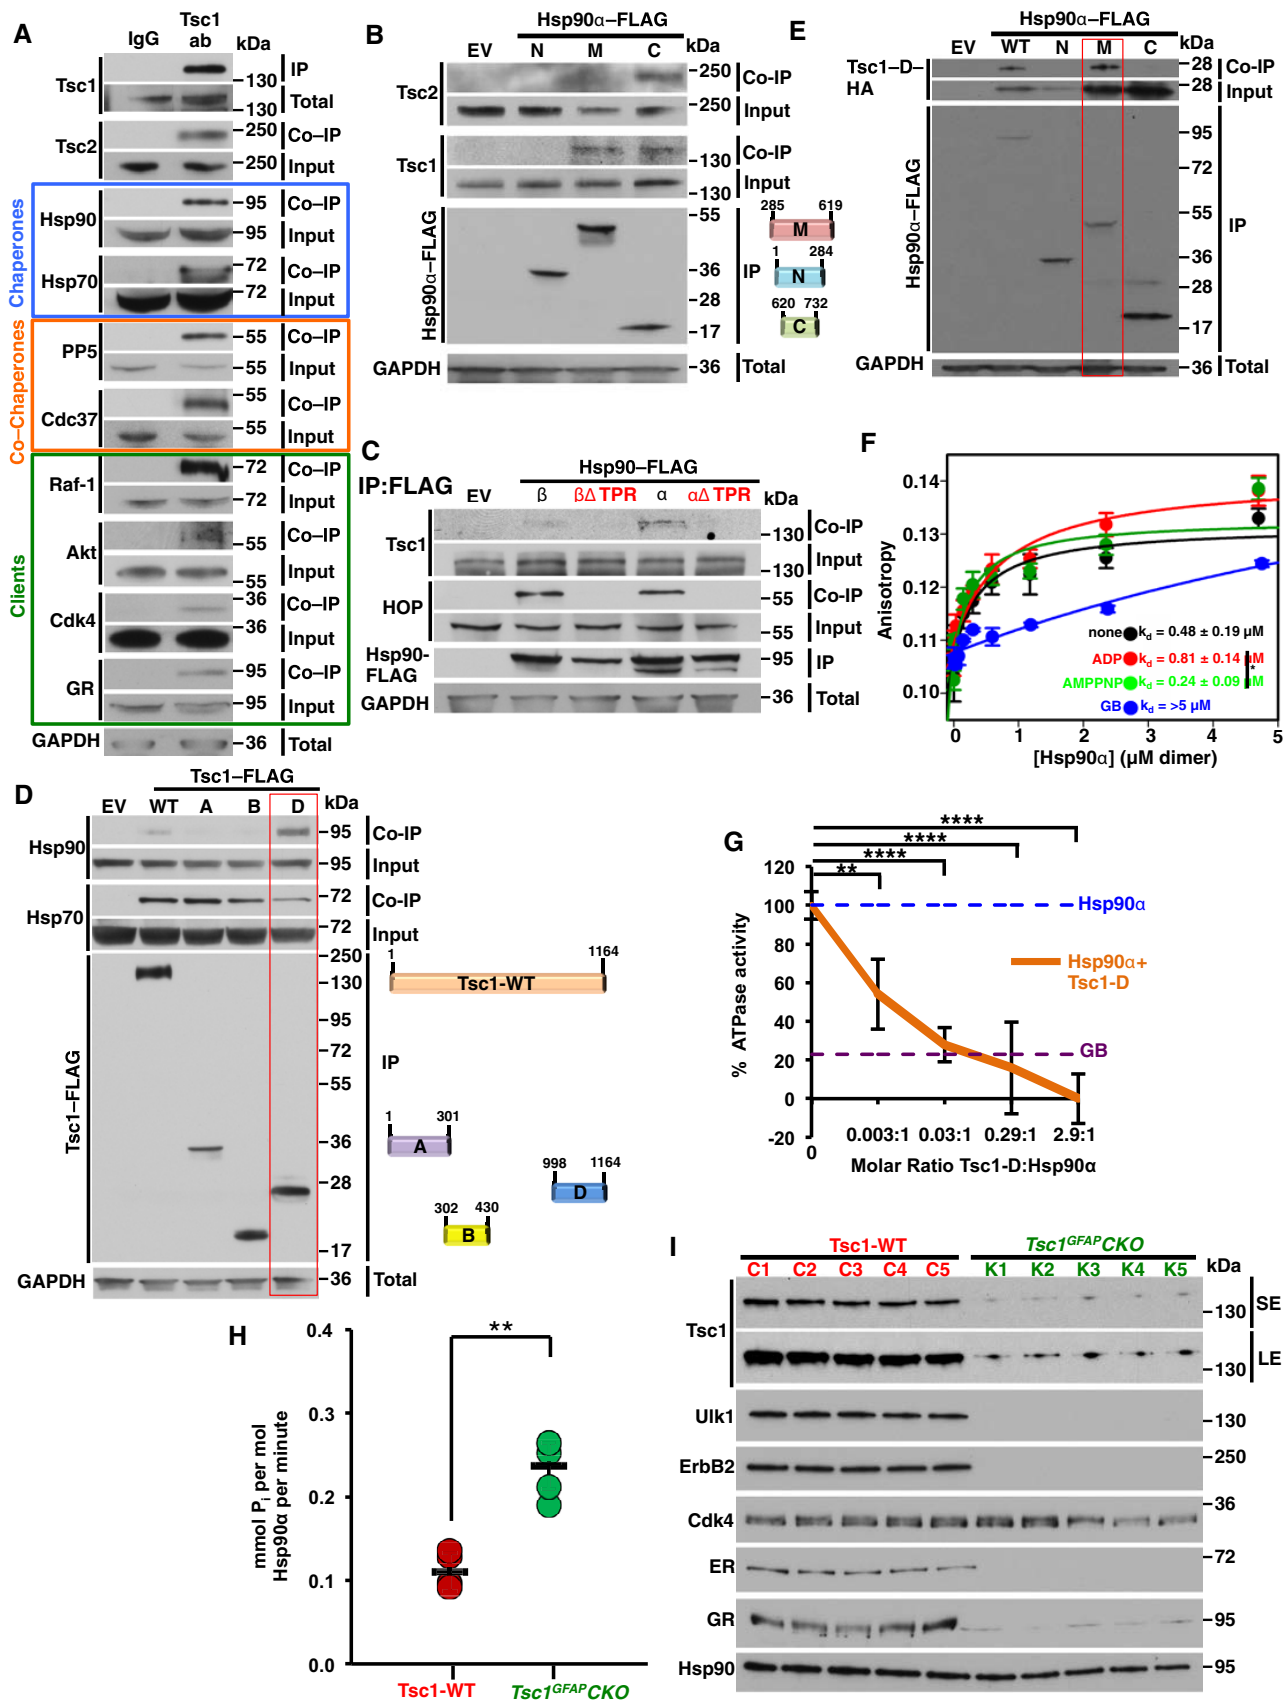 A
Tsc1
IgG ab kDa
Tsc1
IP
130
Total
130
Tsc2
250 Co–IP
250 Input
Chaperones
Hsp90
95 Co-IP
95 Input
Hsp70
72 Co-IP
72 Input
Co–Chaperones
PP5
55 Co-IP
55 Input
Cdc37
55 Co-IP
55 Input
Clients
Raf-1
72 Co-IP
72 Input
Akt
55 Co-IP
55 Input
Cdk4
36 Co-IP
36 Input
GR
95 Co-IP
95 Input
GAPDH 36 Total
B
Hsp90α–FLAG
EV N M C kDa
Tsc2
250 Co-IP
250 Input
Tsc1
130 Co-IP
130 Input
Hsp90α–FLAG
55
36
28
17
IP
GAPDH 36 Total
285 619
M
1 284
N
620 732
C
C
IP:FLAG
Hsp90–FLAG
EV β βΔ TPR α αΔ TPR kDa
Tsc1
130 Co-IP
130 Input
HOP
55 Co-IP
55 Input
Hsp90-
FLAG
95 IP
GAPDH 36 Total
D
Tsc1–FLAG
EV WT A B D kDa
Hsp90
95 Co-IP
95 Input
Hsp70
72 Co-IP
72 Input
Tsc1–FLAG
250
130
95
72
55
36
28
17
IP
GAPDH 36 Total
1 1164
Tsc1-WT
1 301
A
998 1164
D
302 430
B
E
Hsp90α–FLAG
EV WT N M C kDa
Tsc1–D–
HA
28 Co-IP
28 Input
Hsp90α–FLAG
95
72
55
36
28
17
IP
GAPDH 36 Total
F
Anisotropy
0.14
0.13
0.12
0.11
0.10
none kd = 0.48 ± 0.19 µM
ADP kd = 0.81 ± 0.14 µM
AMPPNP kd = 0.24 ± 0.09 µM
*
GB kd = >5 µM
0 1 2 3 4 5
[Hsp90α] (µM dimer)
G
% ATPase activity
120
100
80
60
40
20
0
-20
**
****
****
****
Hsp90α
Hsp90α+
Tsc1-D
GB
0 0.003:1 0.03:1 0.29:1 2.9:1
Molar Ratio Tsc1-D:Hsp90α
H
mmol Pi per mol
Hsp90α per minute
0.4
0.3
0.2
0.1
0.0
**
Tsc1-WT Tsc1GFAPCKO
I
Tsc1-WT Tsc1GFAPCKO
C1 C2 C3 C4 C5 K1 K2 K3 K4 K5 kDa
Tsc1
130 SE
130 LE
Ulk1 130
ErbB2 250
Cdk4 36
ER 72
GR 95
Hsp90 95